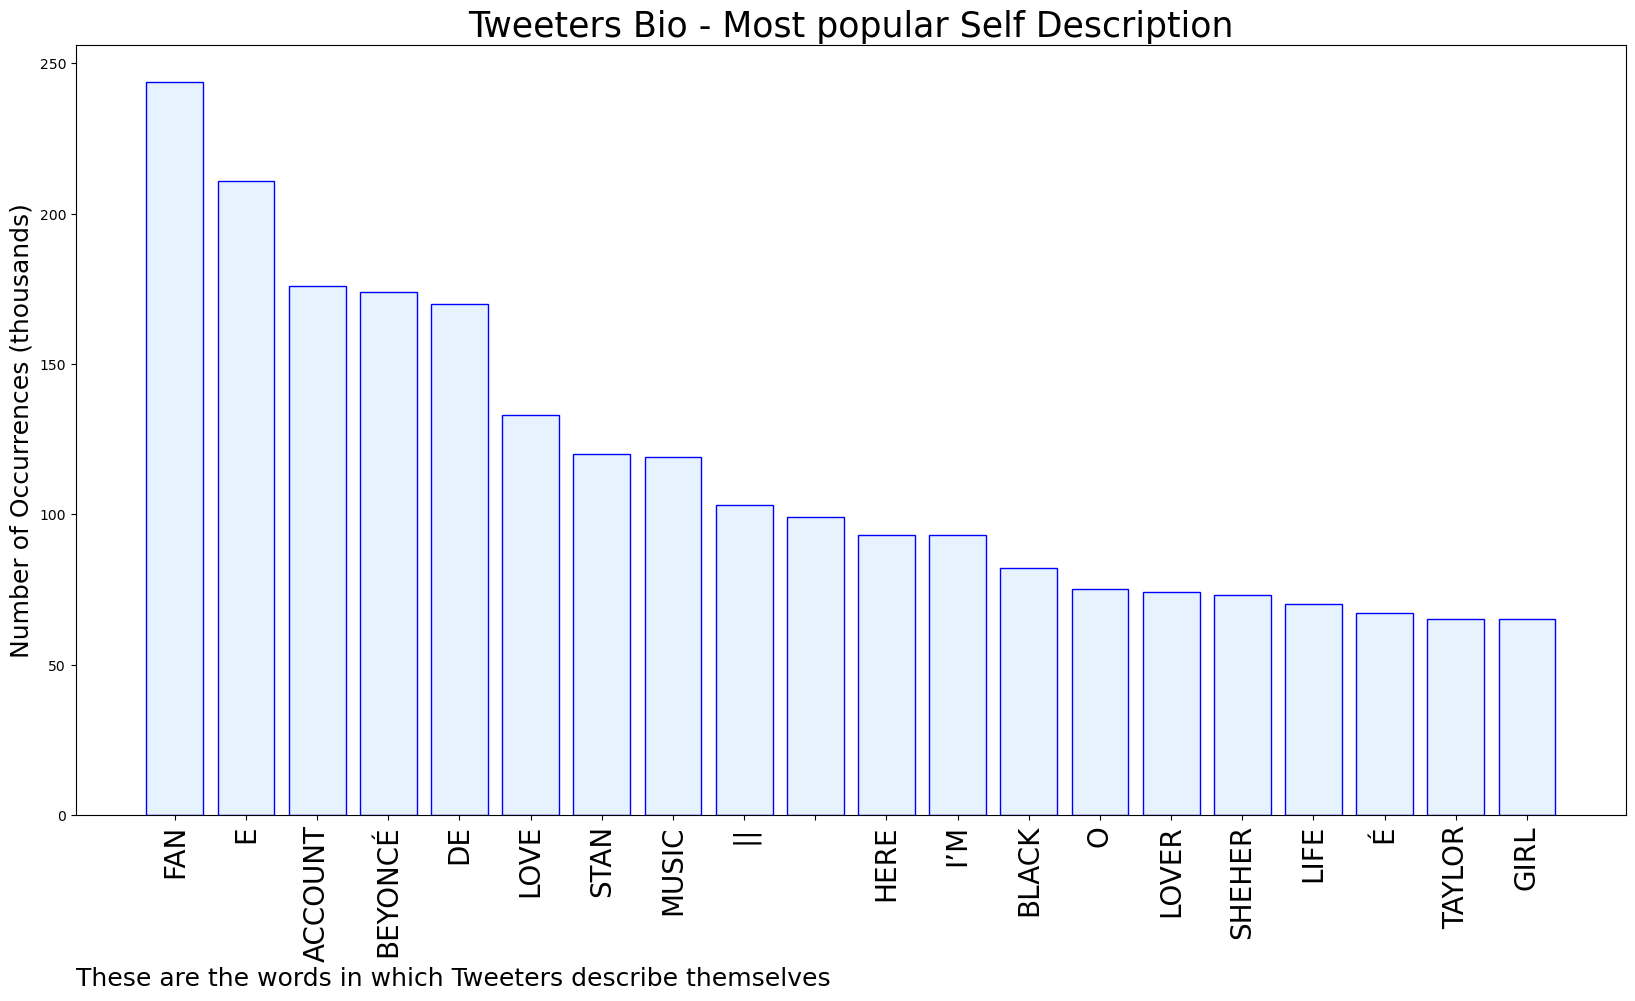 Tweeters Bio - Most popular Self Description
Number of Occurrences (thousands)
250
200
150
100
50
0
FAN
E
ACCOUNT
BEYONCÉ
DE
LOVE
STAN
MUSIC
||
HERE
I’M
BLACK
O
LOVER
SHEHER
LIFE
É
TAYLOR
GIRL
These are the words in which Tweeters describe themselves